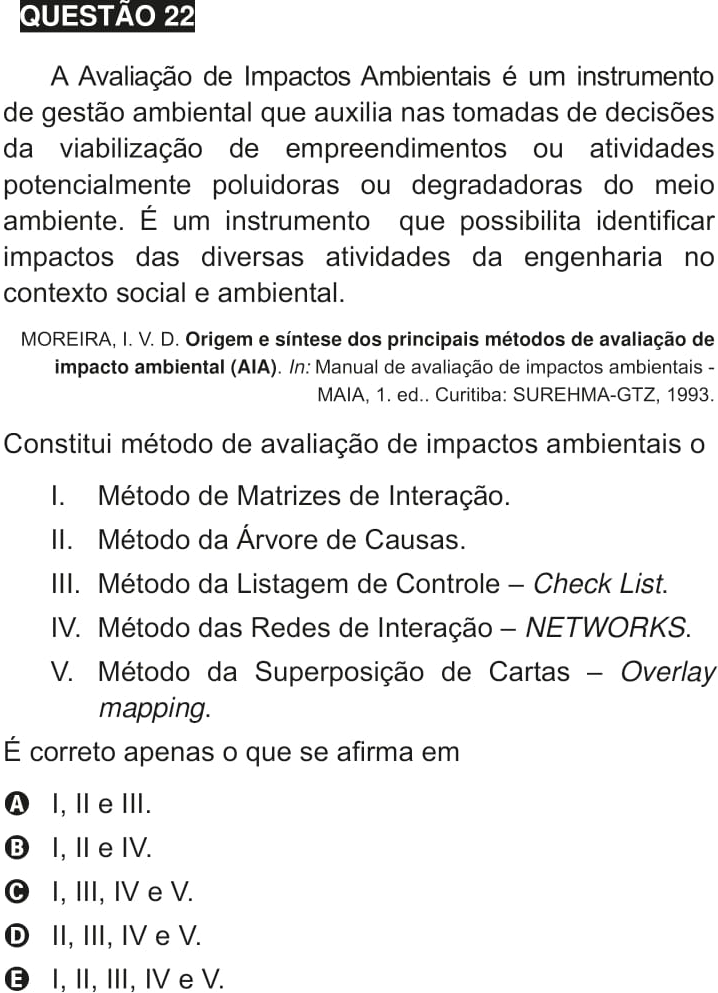 QUESTÃO 22
A Avaliação de Impactos Ambientais é um instrumento
de gestão ambiental que auxilia nas tomadas de decisões
da viabilização de empreendimentos ou atividades
potencialmente poluidoras ou degradadoras do meio
ambiente. É um instrumento que possibilita identificar
impactos das diversas atividades da engenharia no
contexto social e ambiental.
MOREIRA, I. V. D. Origem e síntese dos principais métodos de avaliação de
impacto ambiental (AIA). In: Manual de avaliação de impactos ambientais -
MAIA, 1. ed.. Curitiba: SUREHMA-GTZ, 1993.
Constitui método de avaliação de impactos ambientais o
I. Método de Matrizes de Interação.
II. Método da Árvore de Causas.
III. Método da Listagem de Controle – Check List.
IV. Método das Redes de Interação – NETWORKS.
V. Método da Superposição de Cartas – Overlay
mapping.
É correto apenas o que se afirma em
A I, II e III.
B I, II e IV.
C I, III, IV e V.
D II, III, IV e V.
E I, II, III, IV e V.